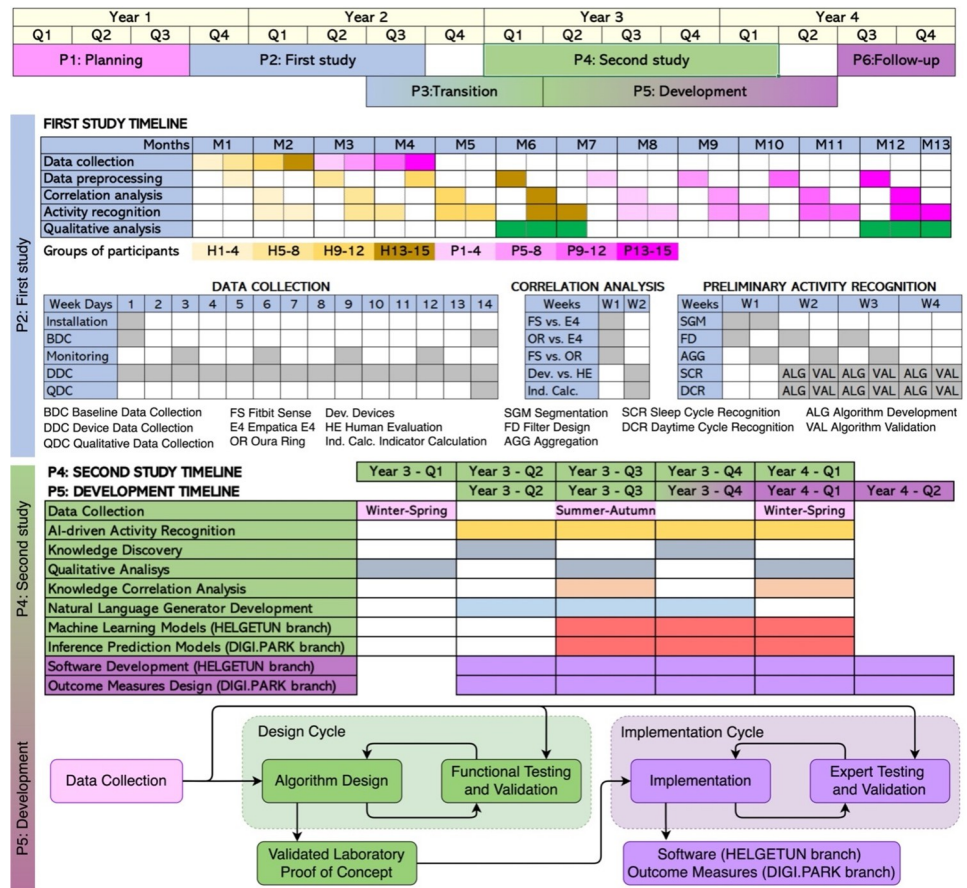 Year 1 Year 2 Year 3 Year 4
Q1 Q2 Q3 Q4 Q1 Q2 Q3 Q4 Q1 Q2 Q3 Q4 Q1 Q2 Q3 Q4
P1: Planning P2: First study P4: Second study P6:Follow-up
P3:Transition P5: Development
P2: First study
FIRST STUDY TIMELINE
Months M1 M2 M3 M4 M5 M6 M7 M8 M9 M10 M11 M12 M13
Data collection
Data preprocessing
Correlation analysis
Activity recognition
Qualitative analysis
Groups of participants H1-4 H5-8 H9-12 H13-15 P1-4 P5-8 P9-12 P13-15
DATA COLLECTION
Week Days 1 2 3 4 5 6 7 8 9 10 11 12 13 14
Installation
BDC
Monitoring
DDC
QDC
CORRELATION ANALYSIS
Weeks W1 W2
FS vs. E4
OR vs. E4
FS vs. OR
Dev. vs. HE
Ind. Calc.
PRELIMINARY ACTIVITY RECOGNITION
Weeks W1 W2 W3 W4
SGM
FD
AGG
SCR ALG VAL ALG VAL ALG VAL
DCR ALG VAL ALG VAL ALG VAL
BDC Baseline Data Collection
DDC Device Data Collection
QDC Qualitative Data Collection
FS Fitbit Sense
E4 Empatica E4
OR Oura Ring
Dev. Devices
HE Human Evaluation
Ind. Calc. Indicator Calculation
SGM Segmentation
FD Filter Design
AGG Aggregation
SCR Sleep Cycle Recognition
DCR Daytime Cycle Recognition
ALG Algorithm Development
VAL Algorithm Validation
P4: Second study
P4: SECOND STUDY TIMELINE Year 3 - Q1 Year 3 - Q2 Year 3 - Q3 Year 3 - Q4 Year 4 - Q1
P5: DEVELOPMENT TIMELINE Year 3 - Q2 Year 3 - Q3 Year 3 - Q4 Year 4 - Q1 Year 4 - Q2
Data Collection Winter-Spring Summer-Autumn Winter-Spring
AI-driven Activity Recognition
Knowledge Discovery
Qualitative Analisys
Knowledge Correlation Analysis
Natural Language Generator Development
Machine Learning Models (HELGETUN branch)
Inference Prediction Models (DIGI.PARK branch)
Software Development (HELGETUN branch)
Outcome Measures Design (DIGI.PARK branch)
P5: Development
Data Collection
Design Cycle
Algorithm Design
Functional Testing
and Validation
Validated Laboratory
Proof of Concept
Implementation Cycle
Implementation
Expert Testing
and Validation
Software (HELGETUN branch)
Outcome Measures (DIGI.PARK branch)